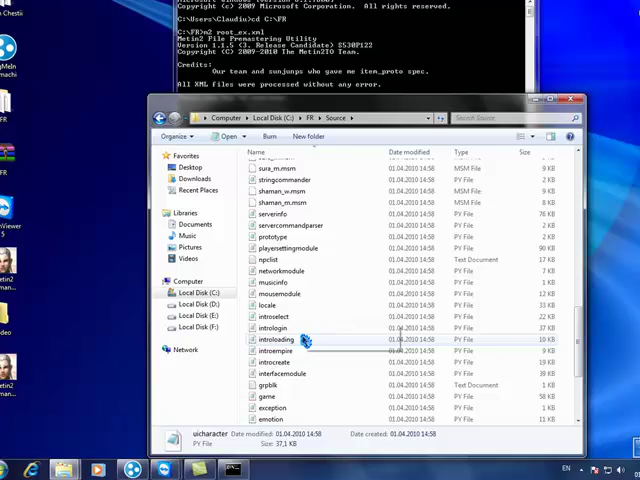 Copyright (c) 2009 Microsoft Corporation. All rights reserved.
C:\Users\Claudiu>cd C:\FR
C:\FR>m2 root_ex.xml
Metin2 File Premastering Utility
Version 1.1.5 (3. Release Candidate) S530P122
Copyright (C) 2009-2010 The Metin2TO Team.
Credits:
Our team and sunjunps who gave me item_proto spec.
All XML files were processed without any error.
Chestii
LogMeIn
Hamachi
FR
FR
TeamViewer
5
Metin2
video
Metin2
Computer ▸ Local Disk (C:) ▸ FR ▸ Source ▸
Search Source
Organize
Open
Burn
New folder
Favorites
Desktop
Downloads
Recent Places
Libraries
Documents
Music
Pictures
Videos
Computer
Local Disk (C:)
Local Disk (D:)
Local Disk (E:)
Local Disk (F:)
Network
Name Date modified Type Size
sura_m.msm 01.04.2010 14:58 MSM File 9 KB
stringcommander 01.04.2010 14:58 PY File 2 KB
shaman_w.msm 01.04.2010 14:58 MSM File 9 KB
shaman_m.msm 01.04.2010 14:58 MSM File 9 KB
serverinfo 01.04.2010 14:58 PY File 76 KB
servercommandparser 01.04.2010 14:58 PY File 2 KB
prototype 01.04.2010 14:58 PY File 2 KB
playersettingmodule 01.04.2010 14:58 PY File 90 KB
npclist 01.04.2010 14:58 Text Document 17 KB
networkmodule 01.04.2010 14:58 PY File 7 KB
musicinfo 01.04.2010 14:58 PY File 1 KB
mousemodule 01.04.2010 14:58 PY File 12 KB
locale 01.04.2010 14:58 PY File 23 KB
introselect 01.04.2010 14:58 PY File 22 KB
intrologin 01.04.2010 14:58 PY File 37 KB
introloading 01.04.2010 14:58 PY File 10 KB
introempire 01.04.2010 14:58 PY File 9 KB
introcreate 01.04.2010 14:58 PY File 19 KB
interfacemodule 01.04.2010 14:58 PY File 39 KB
grpblk 01.04.2010 14:58 Text Document 1 KB
game 01.04.2010 14:58 PY File 58 KB
exception 01.04.2010 14:58 PY File 1 KB
emotion 01.04.2010 14:58 PY File 11 KB
uicharacter Date modified: 01.04.2010 14:58 Date created: 01.04.2010 14:58
PY File Size: 37,1 KB
EN